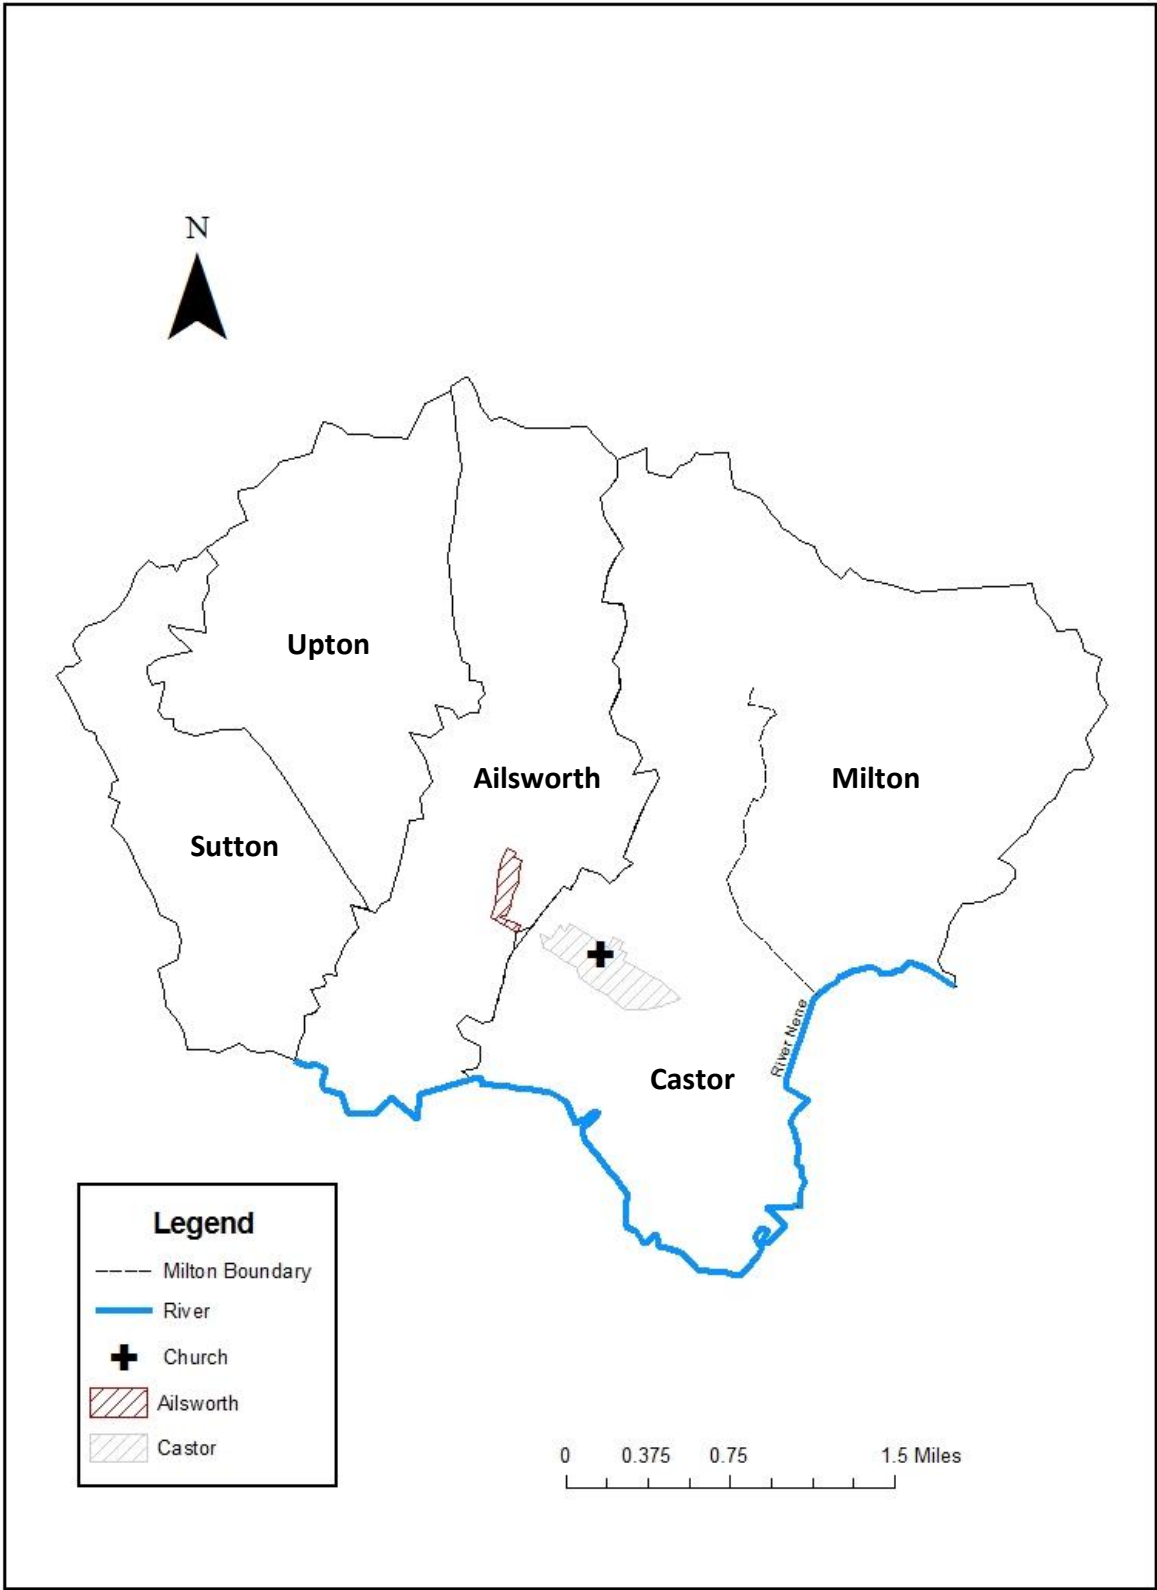 N
Upton
Ailsworth
Milton
Sutton
River Nene
Castor
Legend
Milton Boundary
River
Church
Ailsworth
Castor
0 0.375 0.75 1.5 Miles